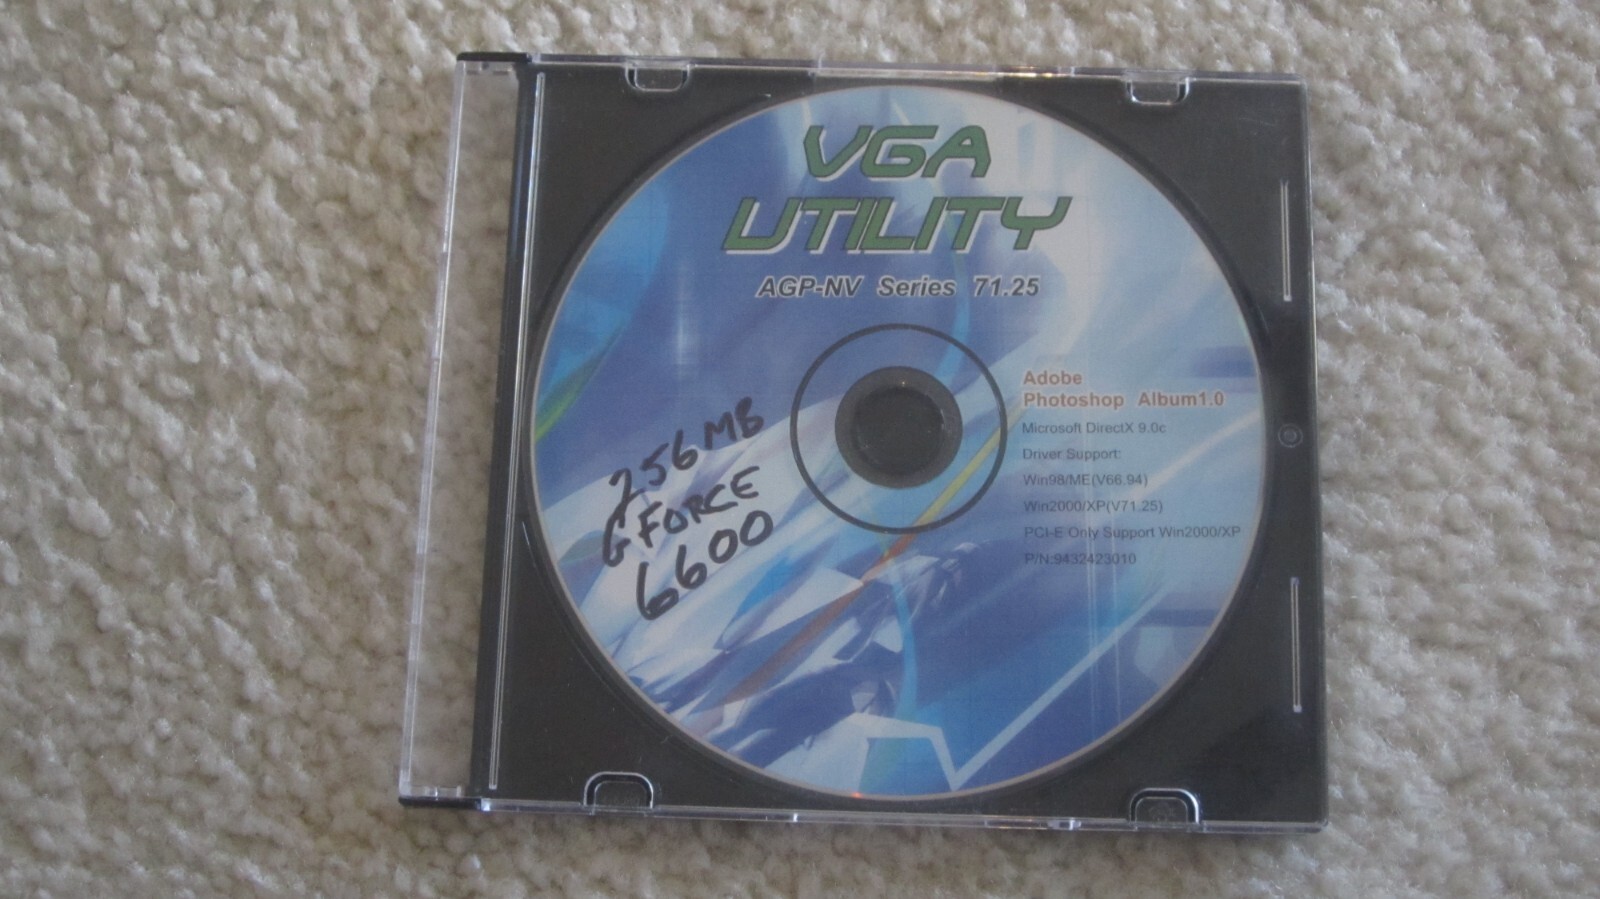 VGA
UTILITY
AGP-NV Series 71.25
Adobe
Photoshop Album1.0
Microsoft DirectX 9.0c
Driver Support:
Win98/ME(V66.94)
Win2000/XP(V71.25)
PCI-E Only Support Win2000/XP
P/N:9432423010
256MB
GFORCE
6600